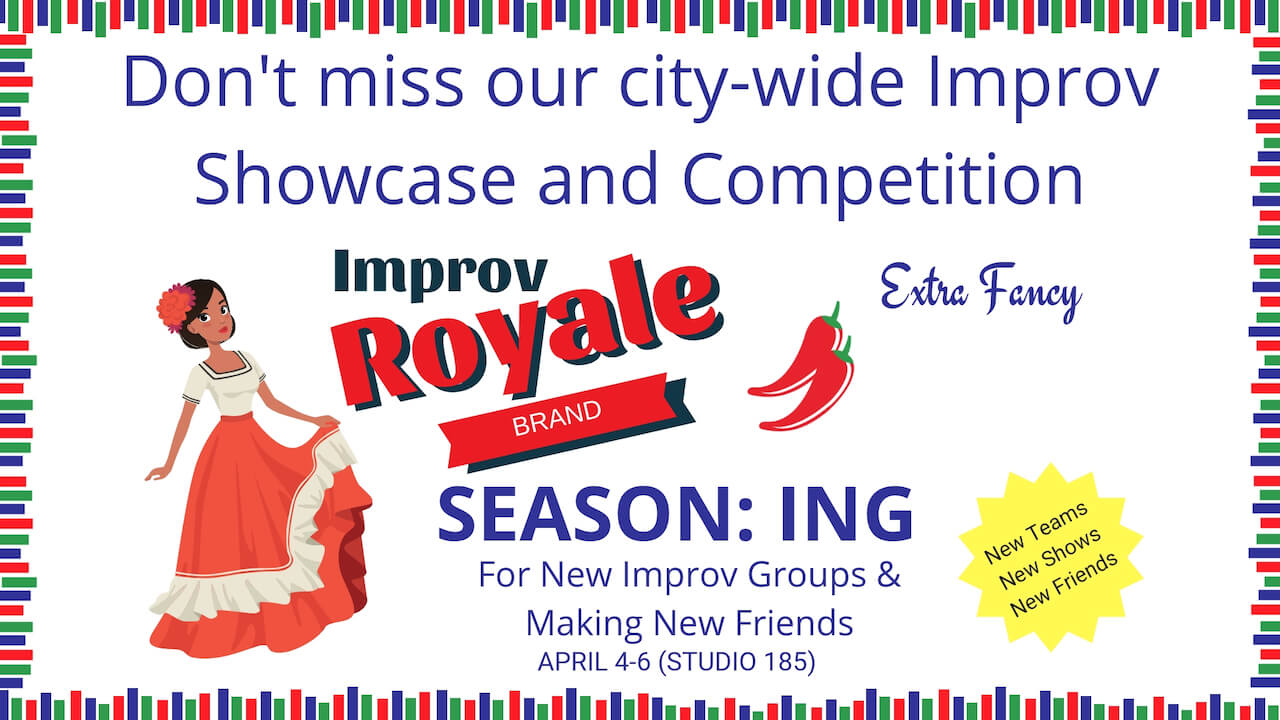 Don't miss our city-wide Improv
Showcase and Competition
Improv
Royale
BRAND
Extra Fancy
SEASON: ING
For New Improv Groups &
Making New Friends
APRIL 4-6 (STUDIO 185)
New Teams
New Shows
New Friends